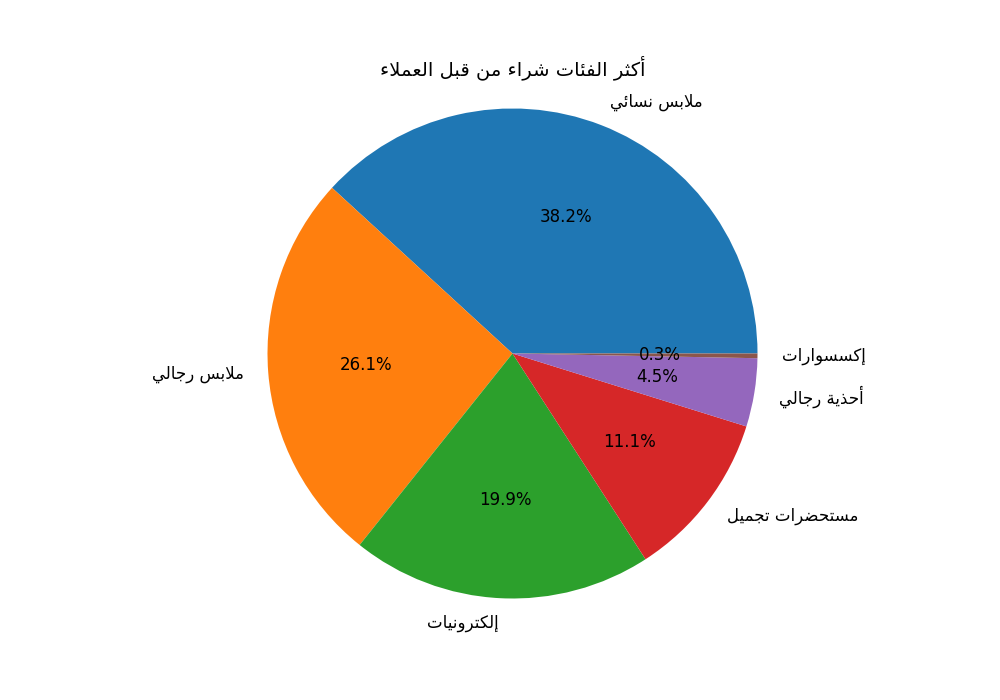 أكثر الفئات شراء من قبل العملاء
ملابس نسائي
38.2%
ملابس رجالي
26.1%
إلكترونيات
19.9%
مستحضرات تجميل
11.1%
أحذية رجالي
4.5%
إكسسوارات
0.3%